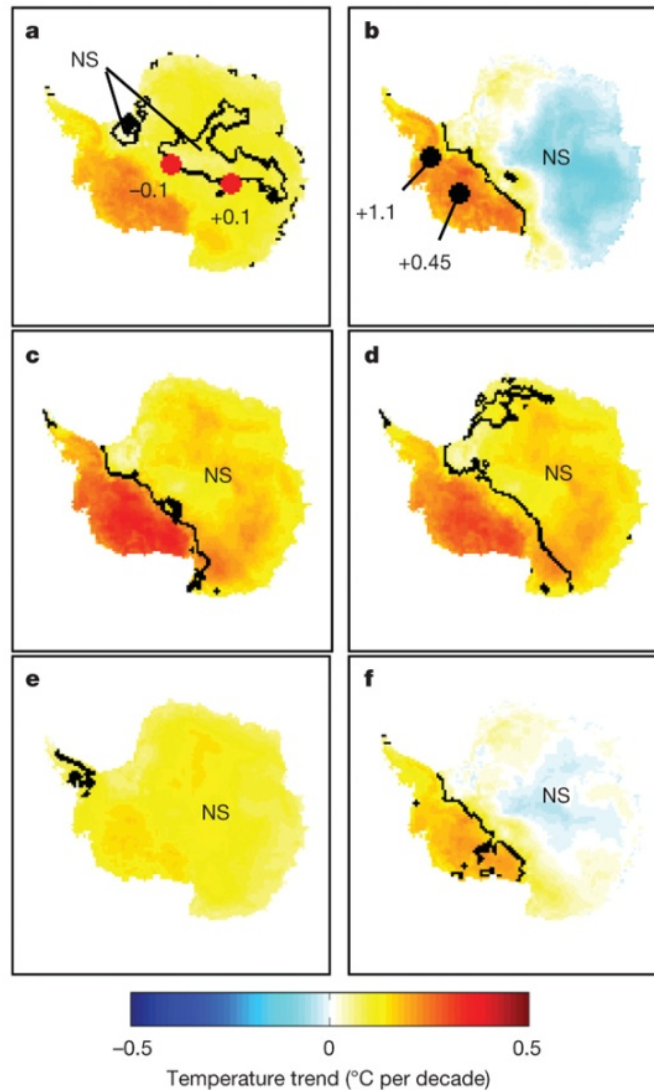 a
NS
−0.1
+0.1
b
NS
+1.1
+0.45
c
NS
d
NS
e
NS
f
NS
−0.5
0
0.5
Temperature trend (°C per decade)